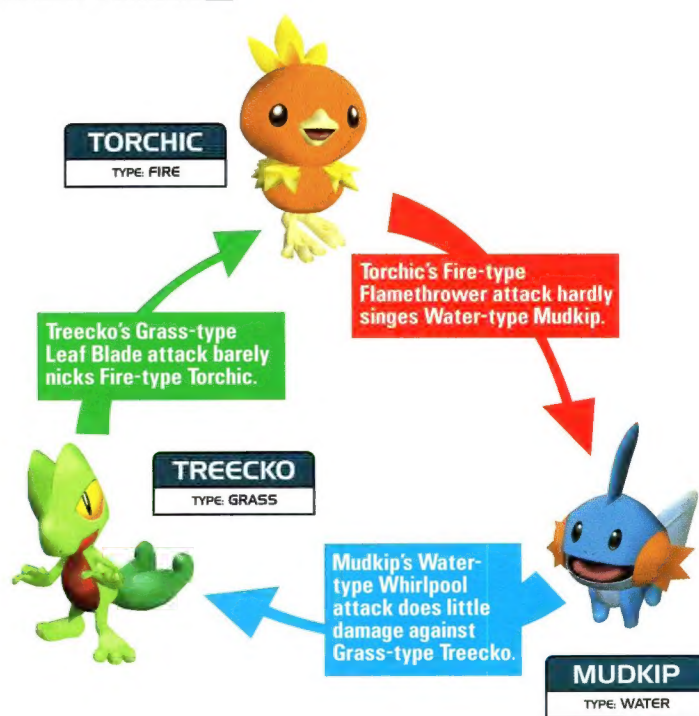 TORCHIC
TYPE: FIRE
Torchic's Fire-type
Flamethrower attack hardly
singes Water-type Mudkip.
Treecko's Grass-type
Leaf Blade attack barely
nicks Fire-type Torchic.
TREECKO
TYPE: GRASS
Mudkip's Water-
type Whirlpool
attack does little
damage against
Grass-type Treecko.
MUDKIP
TYPE: WATER